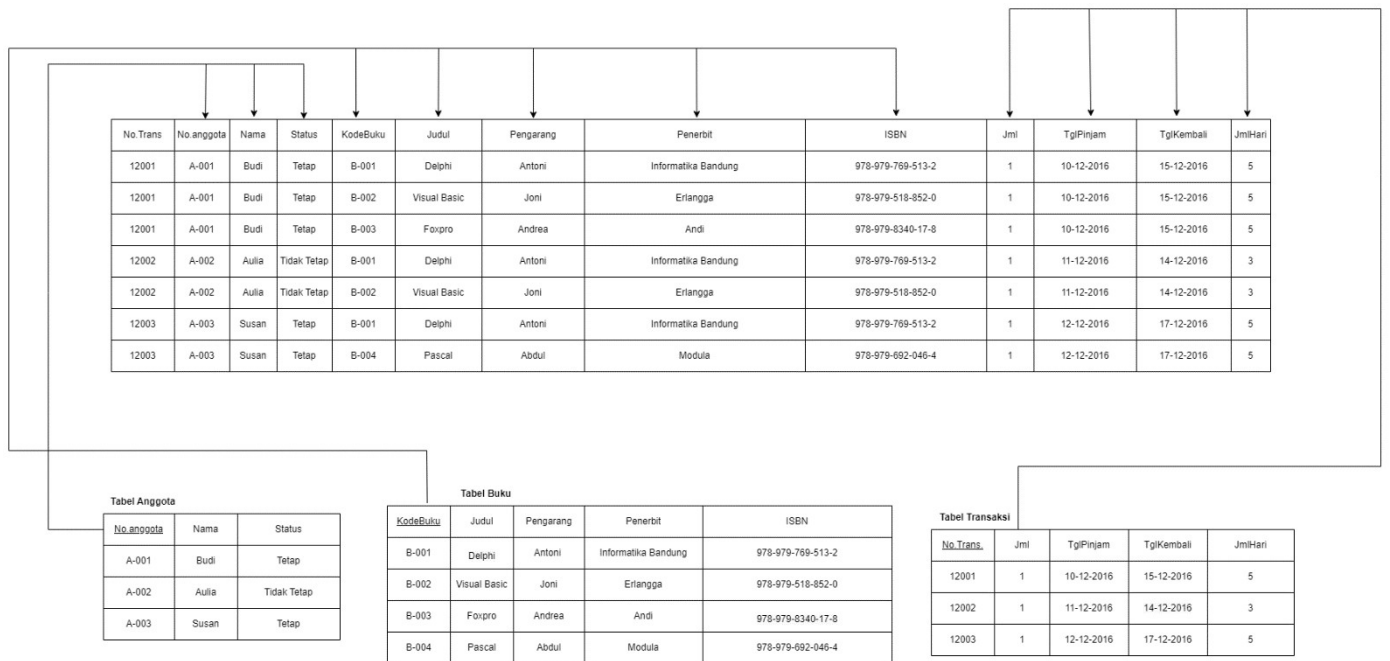 No.Trans No.anggota Nama Status KodeBuku Judul Pengarang Penerbit ISBN Jml TglPinjam TglKembali JmlHari
12001 A-001 Budi Tetap B-001 Delphi Antoni Informatika Bandung 978-979-769-513-2 1 10-12-2016 15-12-2016 5
12001 A-001 Budi Tetap B-002 Visual Basic Joni Erlangga 978-979-518-852-0 1 10-12-2016 15-12-2016 5
12001 A-001 Budi Tetap B-003 Foxpro Andrea Andi 978-979-8340-17-8 1 10-12-2016 15-12-2016 5
12002 A-002 Aulia Tidak Tetap B-001 Delphi Antoni Informatika Bandung 978-979-769-513-2 1 11-12-2016 14-12-2016 3
12002 A-002 Aulia Tidak Tetap B-002 Visual Basic Joni Erlangga 978-979-518-852-0 1 11-12-2016 14-12-2016 3
12003 A-003 Susan Tetap B-001 Delphi Antoni Informatika Bandung 978-979-769-513-2 1 12-12-2016 17-12-2016 5
12003 A-003 Susan Tetap B-004 Pascal Abdul Modula 978-979-692-046-4 1 12-12-2016 17-12-2016 5
Tabel Anggota
No.anggota Nama Status
A-001 Budi Tetap
A-002 Aulia Tidak Tetap
A-003 Susan Tetap
Tabel Buku
KodeBuku Judul Pengarang Penerbit ISBN
B-001 Delphi Antoni Informatika Bandung 978-979-769-513-2
B-002 Visual Basic Joni Erlangga 978-979-518-852-0
B-003 Foxpro Andrea Andi 978-979-8340-17-8
B-004 Pascal Abdul Modula 978-979-692-046-4
Tabel Transaksi
No.Trans. Jml TglPinjam TglKembali JmlHari
12001 1 10-12-2016 15-12-2016 5
12002 1 11-12-2016 14-12-2016 3
12003 1 12-12-2016 17-12-2016 5